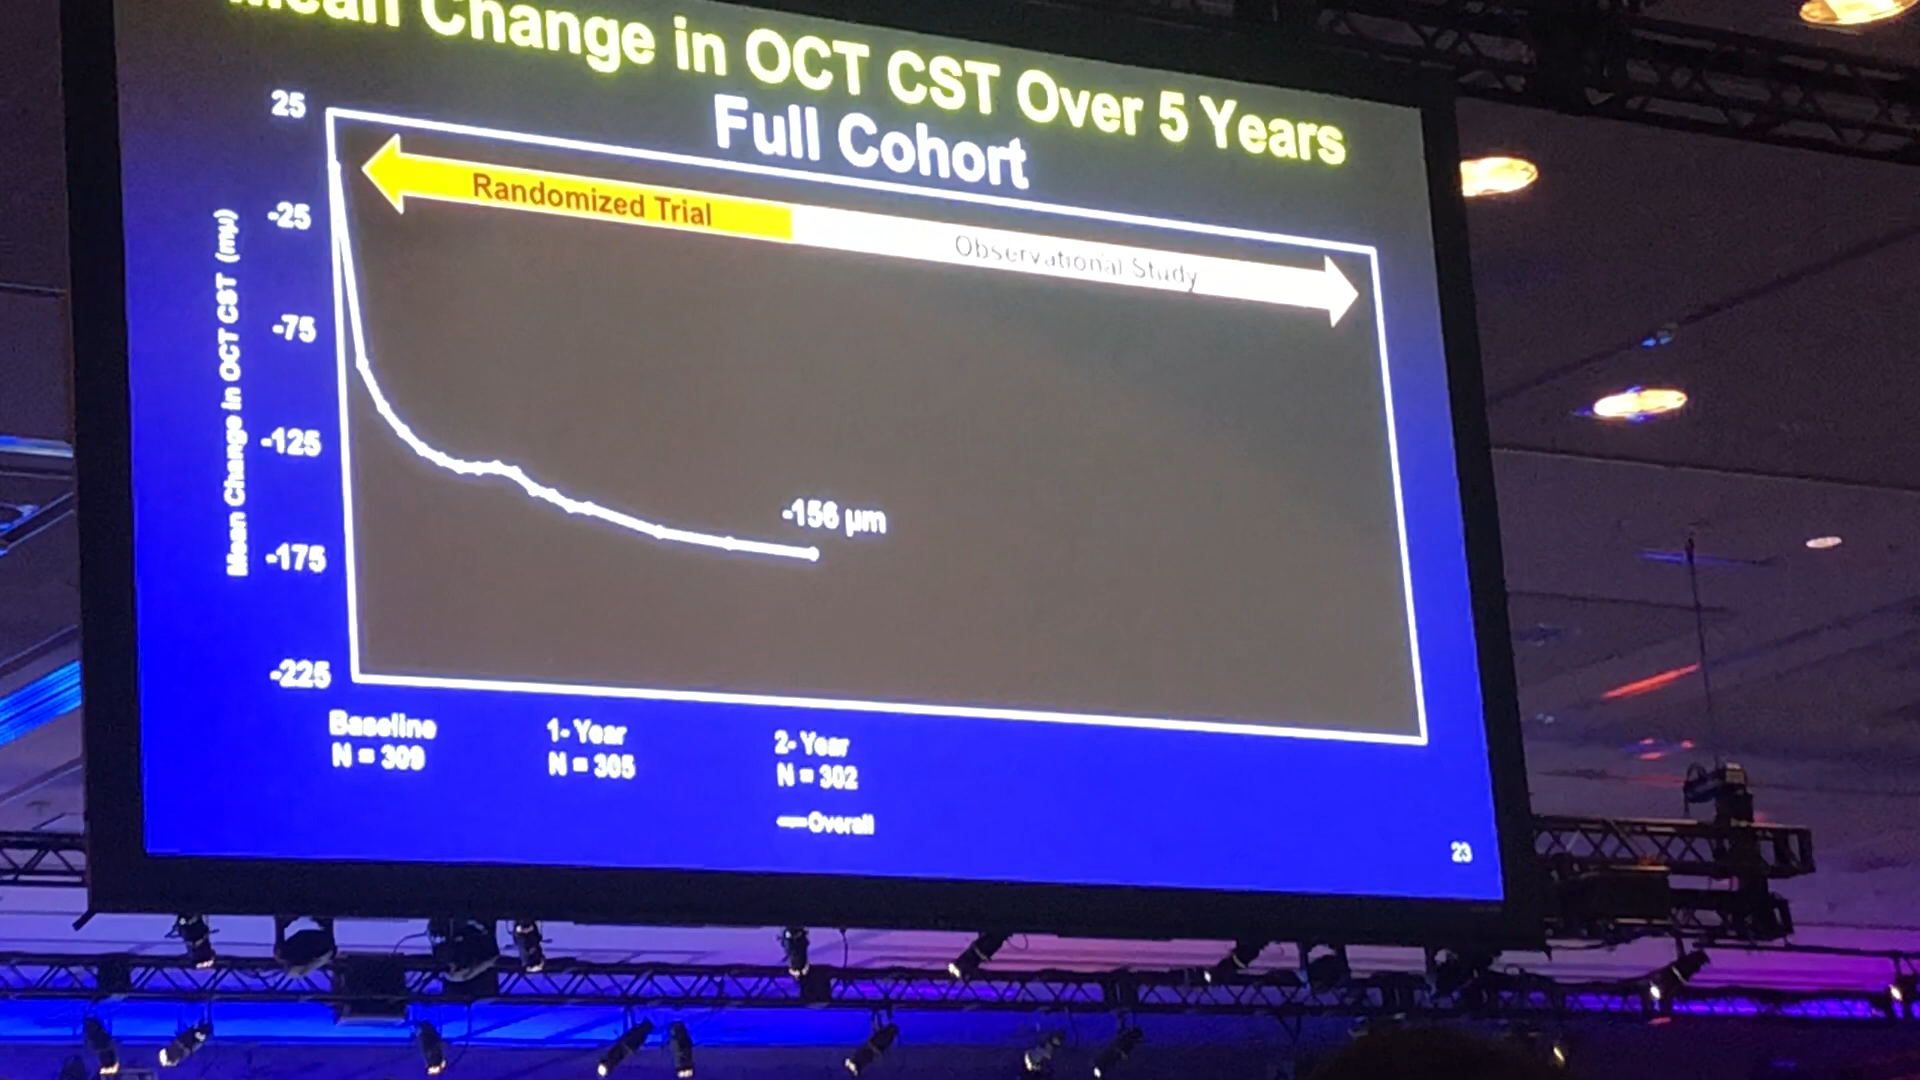 Mean Change in OCT CST Over 5 Years
Full Cohort
25
-25
-75
-125
-175
-225
Mean Change in OCT CST (mµ)
Randomized Trial
Observational Study
-156 µm
Baseline
N = 309
1- Year
N = 305
2- Year
N = 302
Overall
23